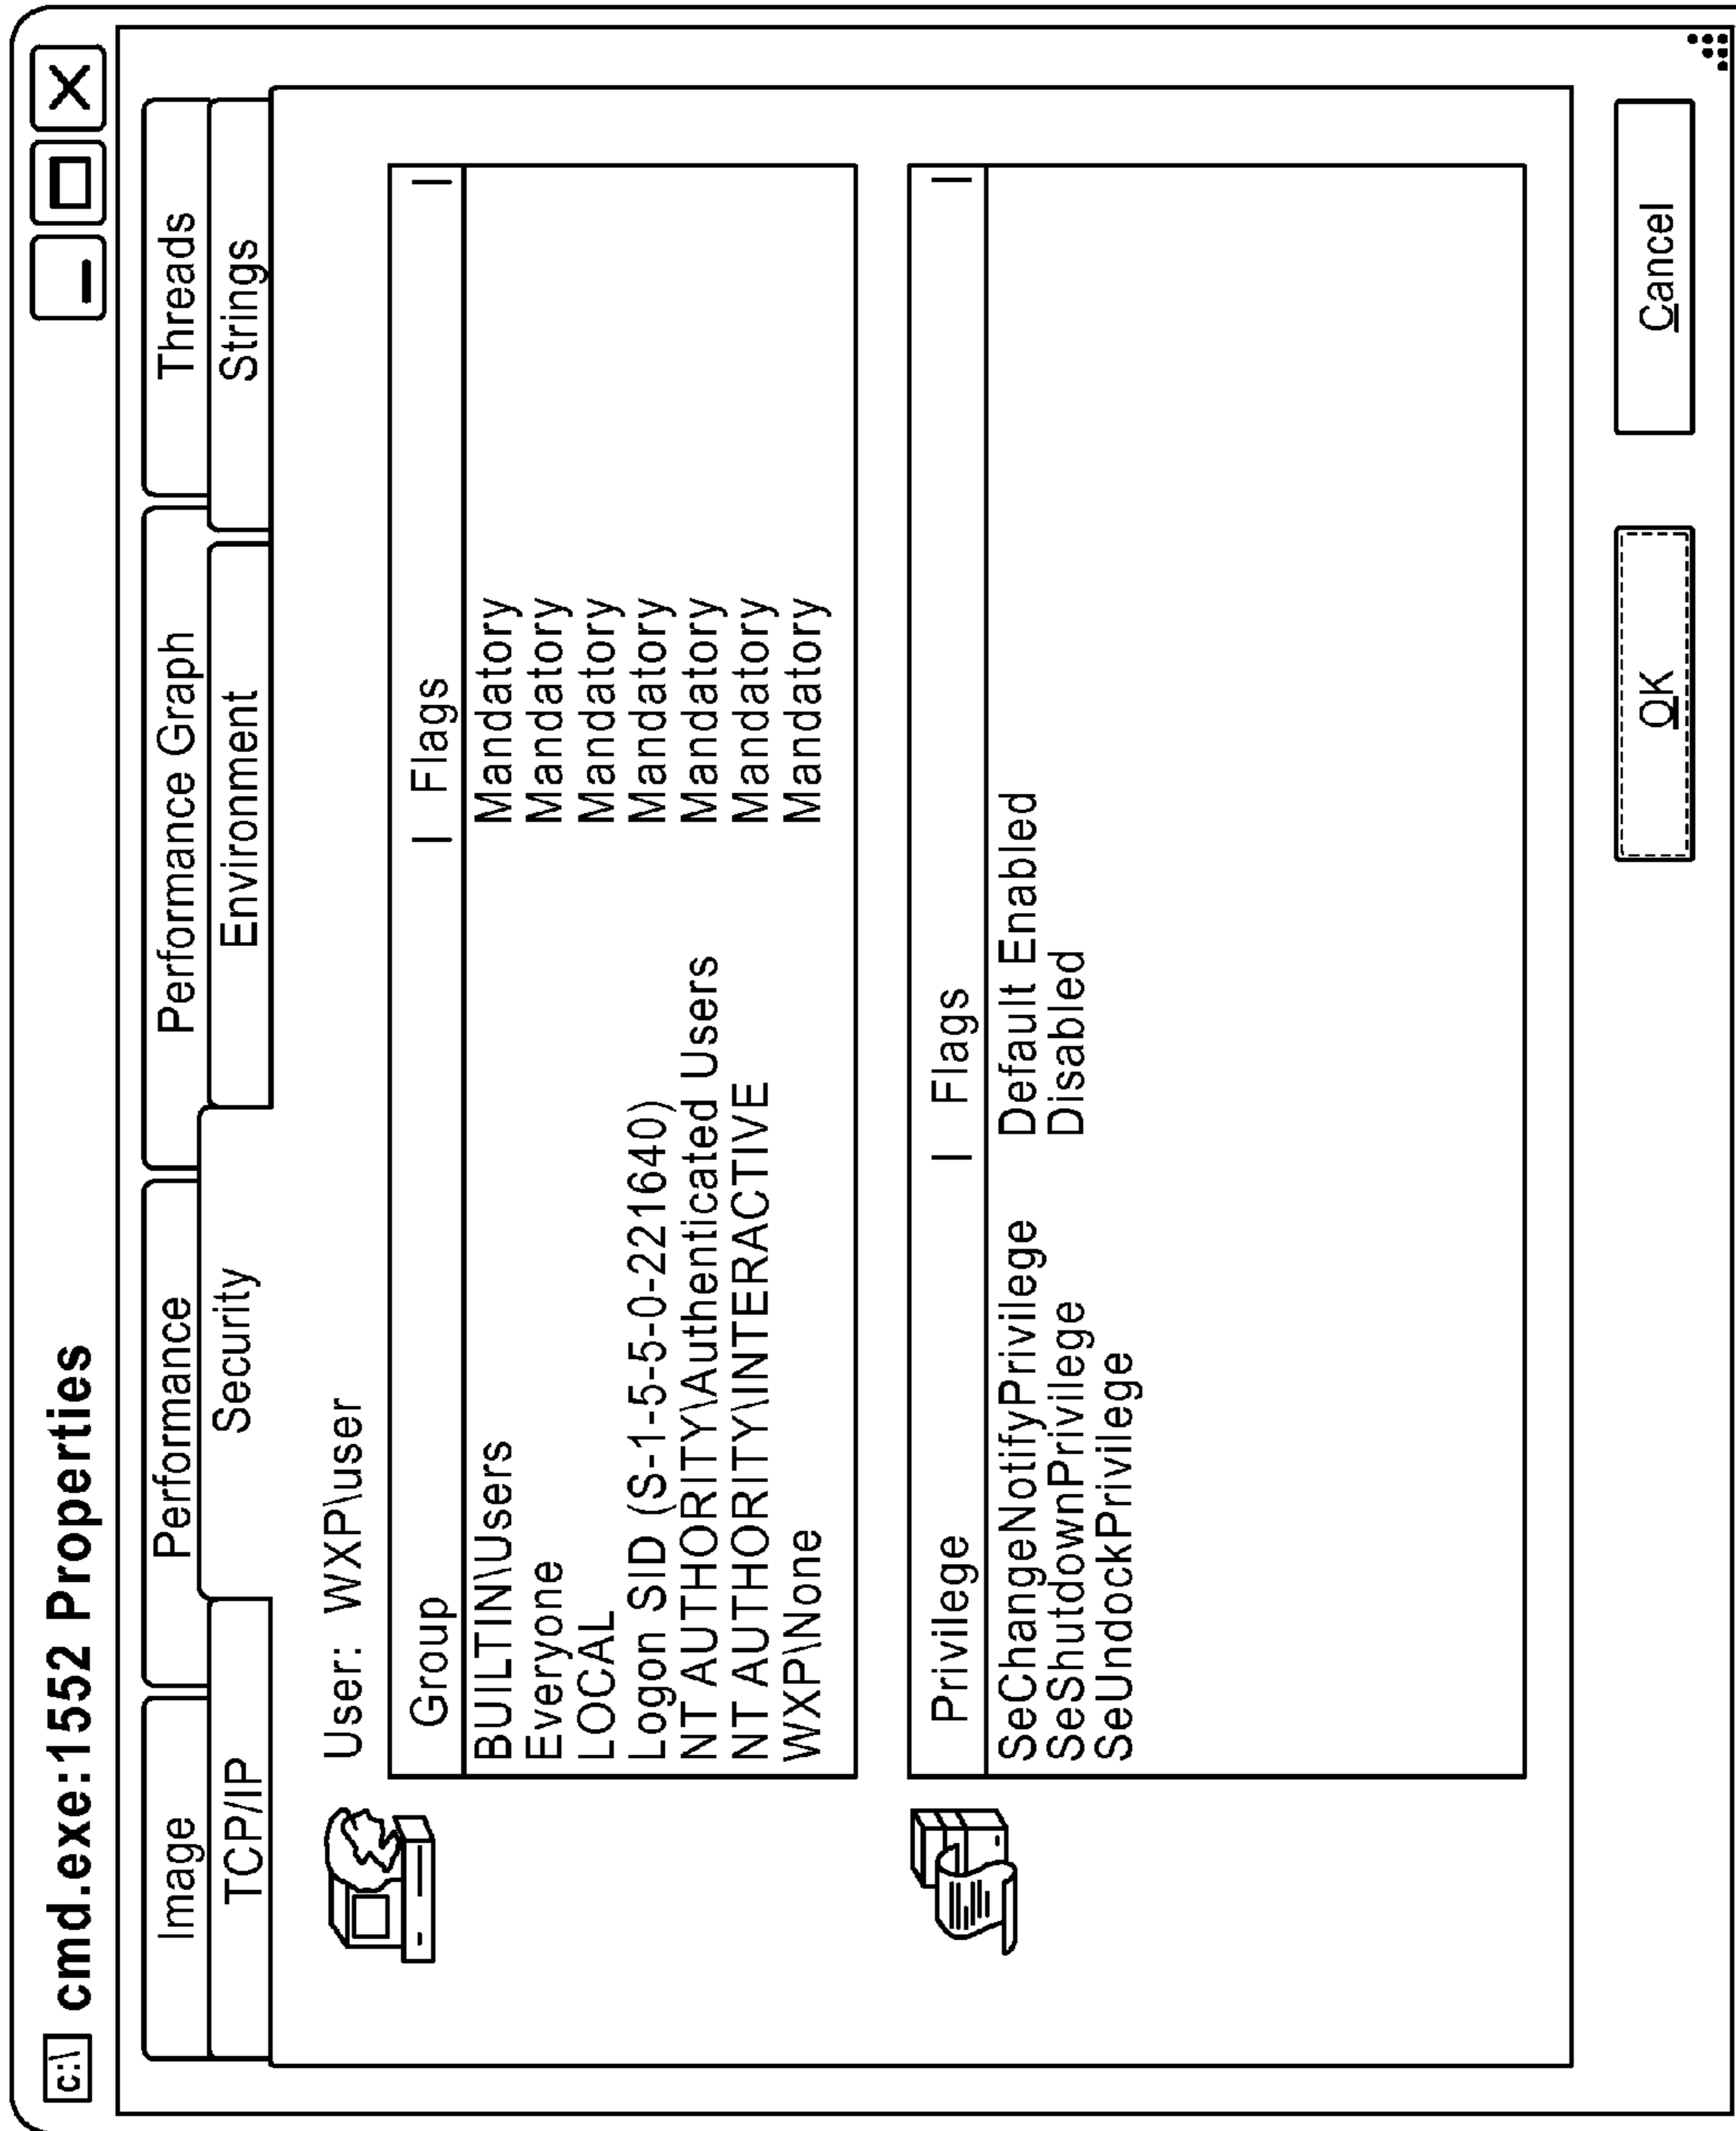 c:\ cmd.exe:1552 Properties
Image Performance Performance Graph Threads
TCP/IP Security Environment Strings
User: WXP\user
Group | Flags |
BUILTIN\Users Mandatory
Everyone Mandatory
LOCAL Mandatory
Logon SID (S-1-5-5-0-221640)) Mandatory
NT AUTHORITY\Authenticated Users Mandatory
NT AUTHORITY\INTERACTIVE Mandatory
WXP\None Mandatory
Privilege | Flags |
SeChangeNotifyPrivilege Default Enabled
SeShutdownPrivilege Disabled
SeUndockPrivilege
OK Cancel